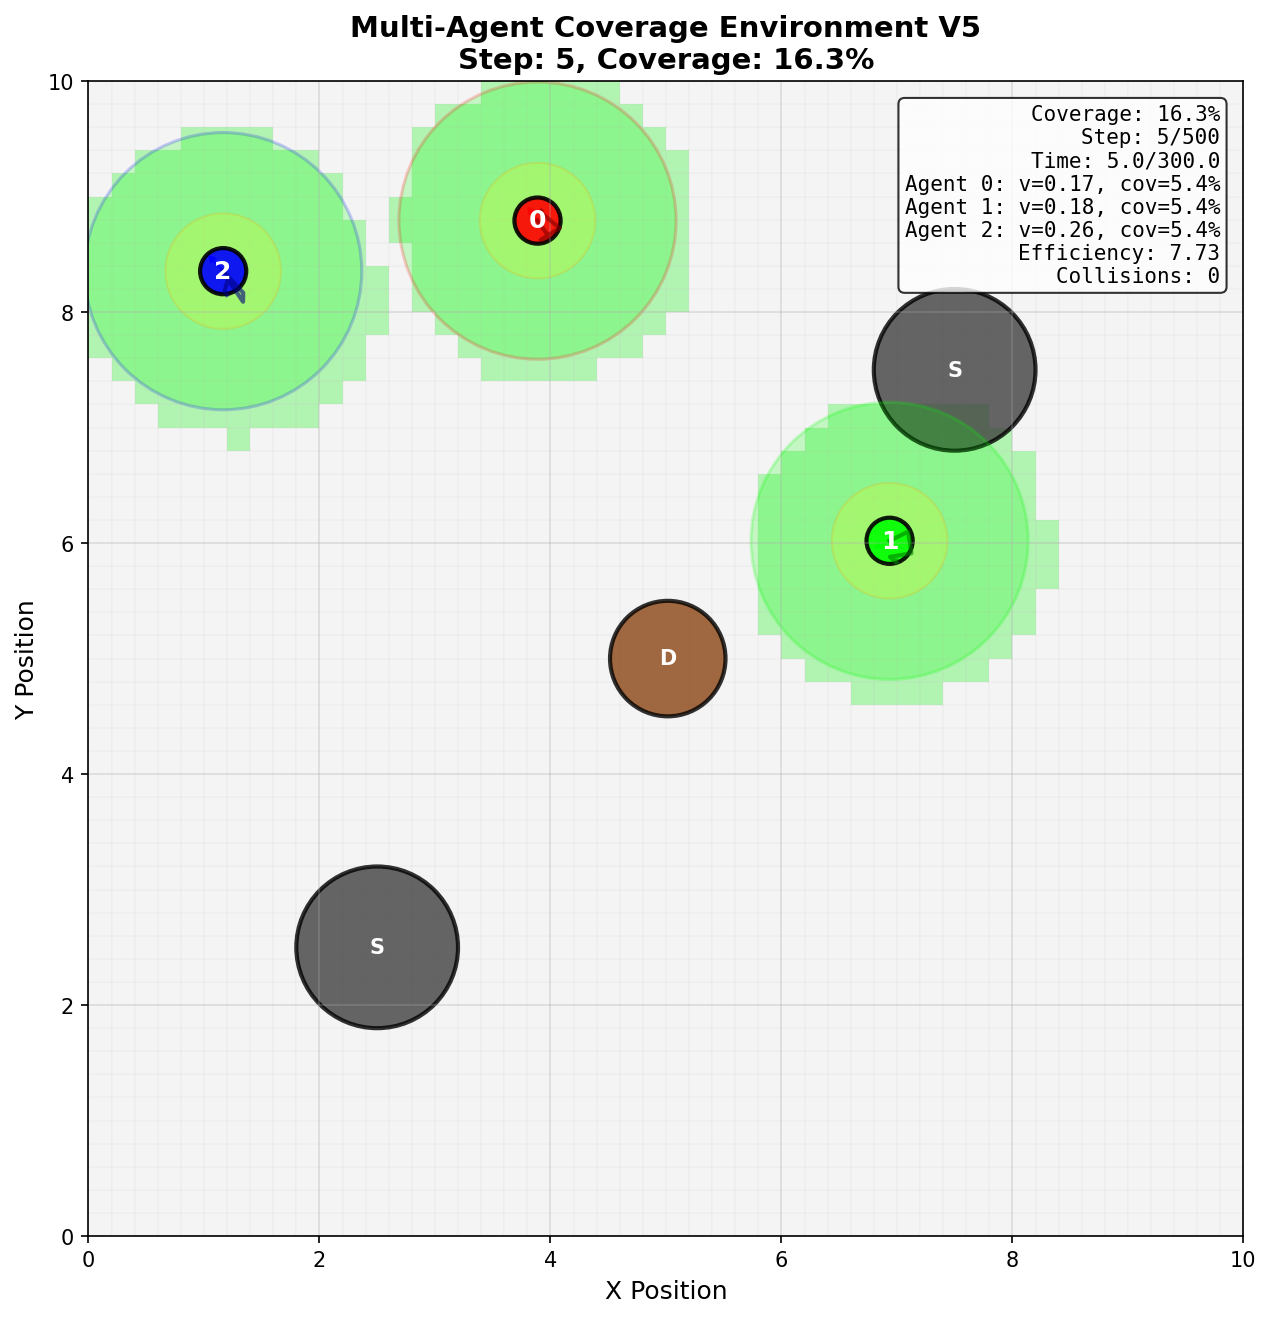 Multi-Agent Coverage Environment V5
Step: 5, Coverage: 16.3%
Coverage: 16.3%
Step: 5/500
Time: 5.0/300.0
Agent 0: v=0.17, cov=5.4%
Agent 1: v=0.18, cov=5.4%
Agent 2: v=0.26, cov=5.4%
Efficiency: 7.73
Collisions: 0
10
8
6
4
2
0
Y Position
2
0
S
1
D
S
0
2
4
6
8
10
X Position